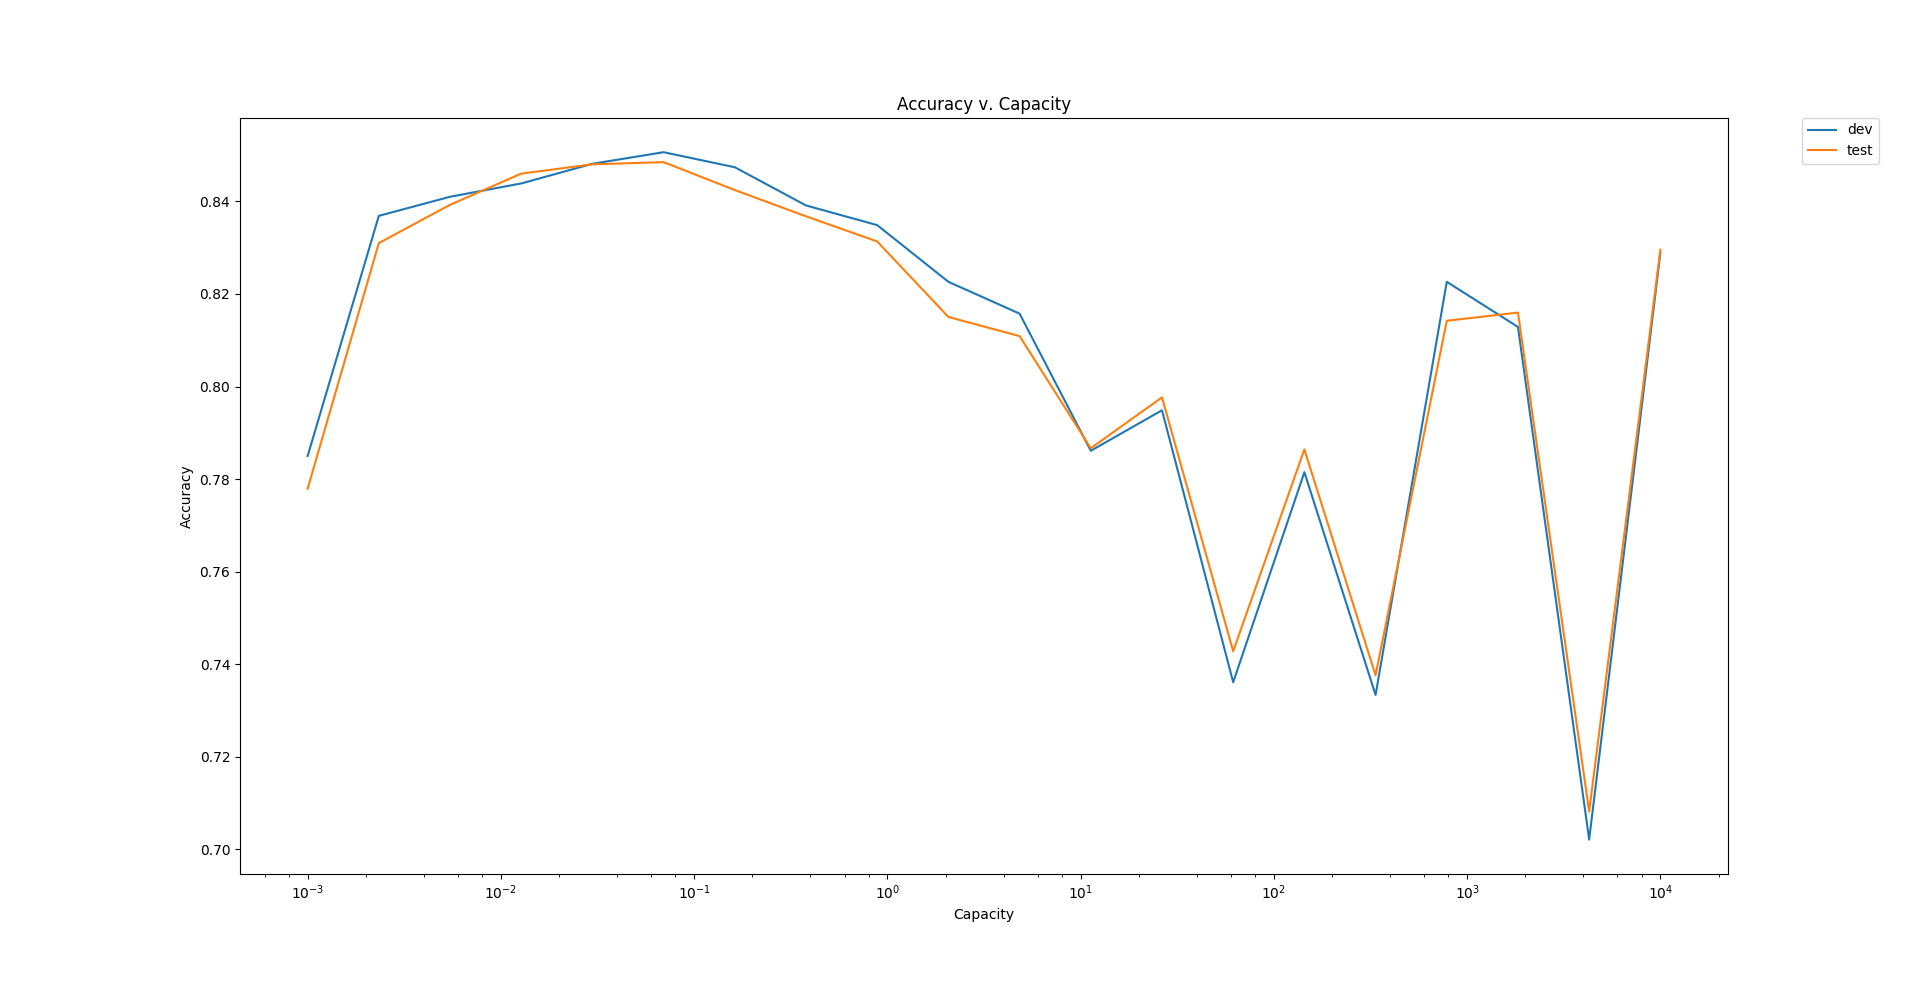 Accuracy v. Capacity
dev
test
Accuracy
0.84
0.82
0.80
0.78
0.76
0.74
0.72
0.70
10⁻³ 10⁻² 10⁻¹ 10⁰ 10¹ 10² 10³ 10⁴
Capacity